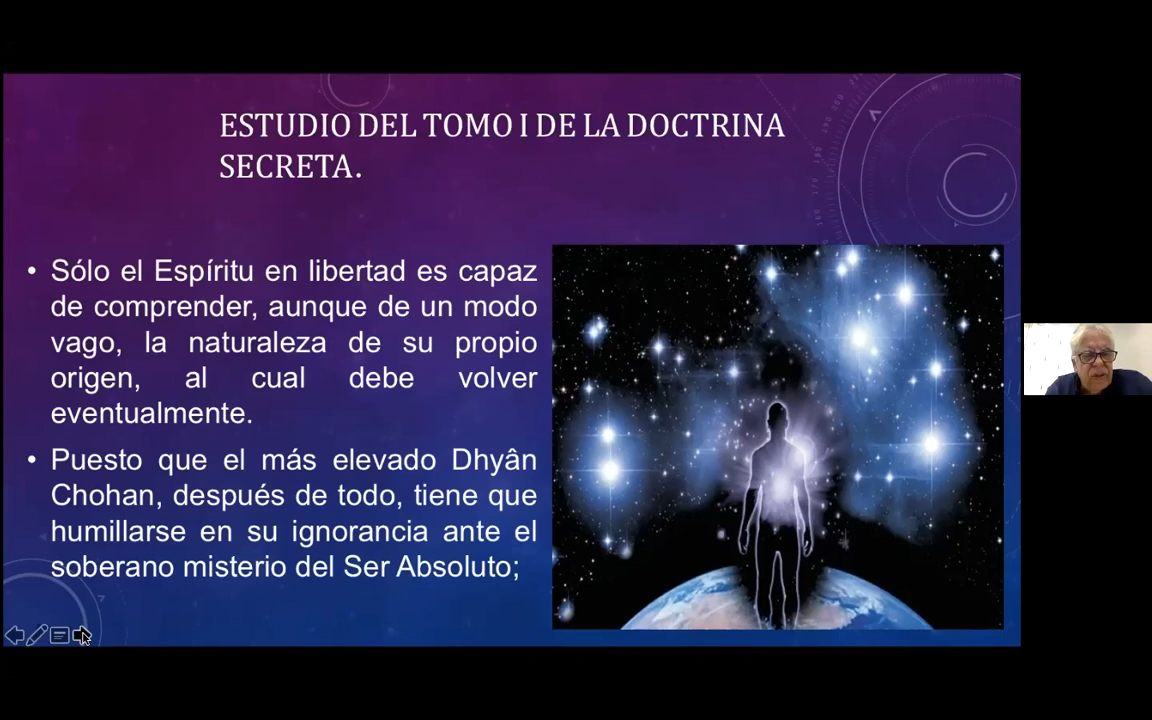 ESTUDIO DEL TOMO I DE LA DOCTRINA
SECRETA.
• Sólo el Espíritu en libertad es capaz
de comprender, aunque de un modo
vago, la naturaleza de su propio
origen, al cual debe volver
eventualmente.
• Puesto que el más elevado Dhyân
Chohan, después de todo, tiene que
humillarse en su ignorancia ante el
soberano misterio del Ser Absoluto;